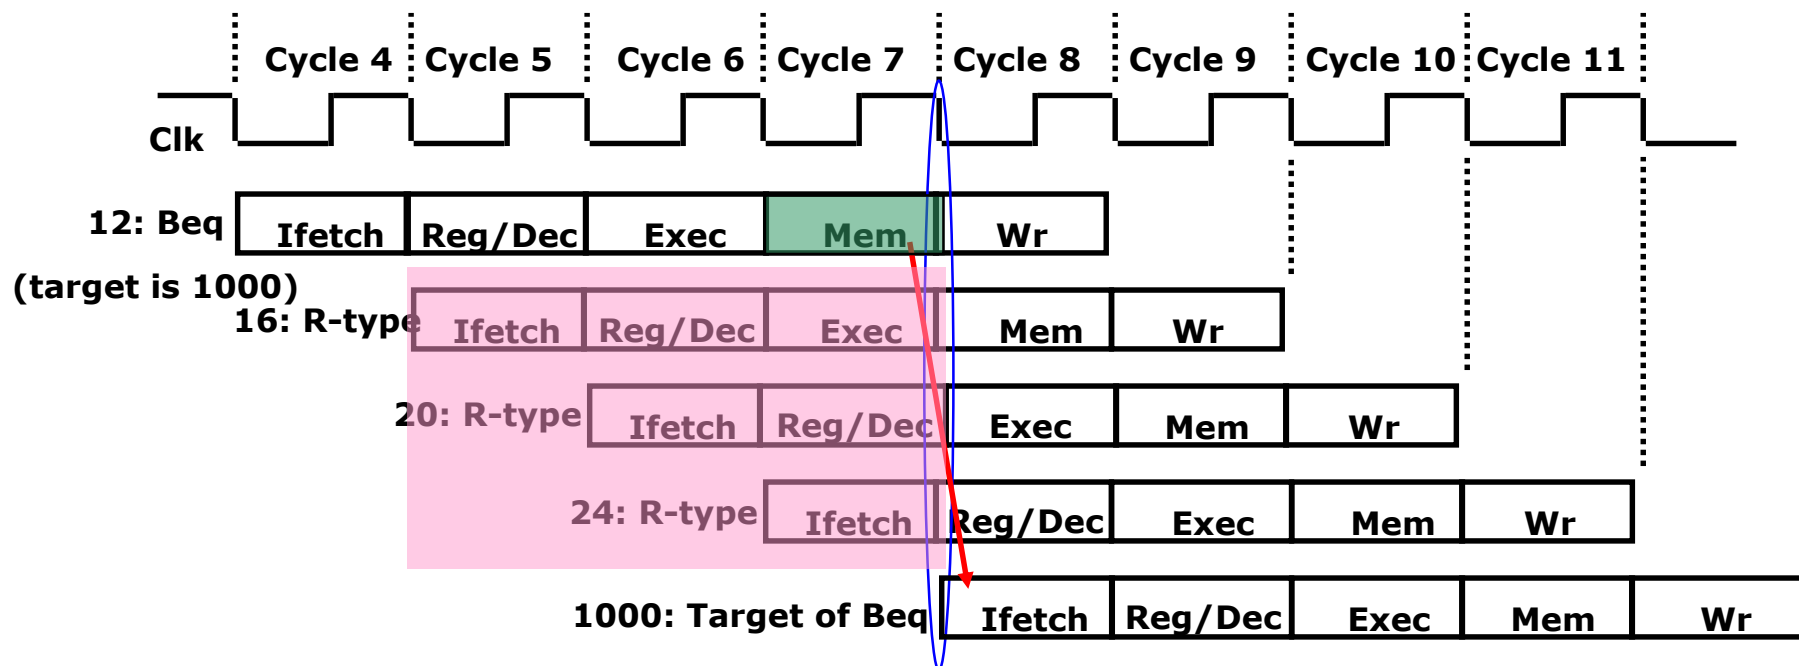 Cycle 4 Cycle 5 Cycle 6 Cycle 7 Cycle 8 Cycle 9 Cycle 10 Cycle 11
Clk
12: Beq Ifetch Reg/Dec Exec Mem Wr
(target is 1000)
16: R-type Ifetch Reg/Dec Exec Mem Wr
20: R-type Ifetch Reg/Dec Exec Mem Wr
24: R-type Ifetch Reg/Dec Exec Mem Wr
1000: Target of Beq Ifetch Reg/Dec Exec Mem Wr